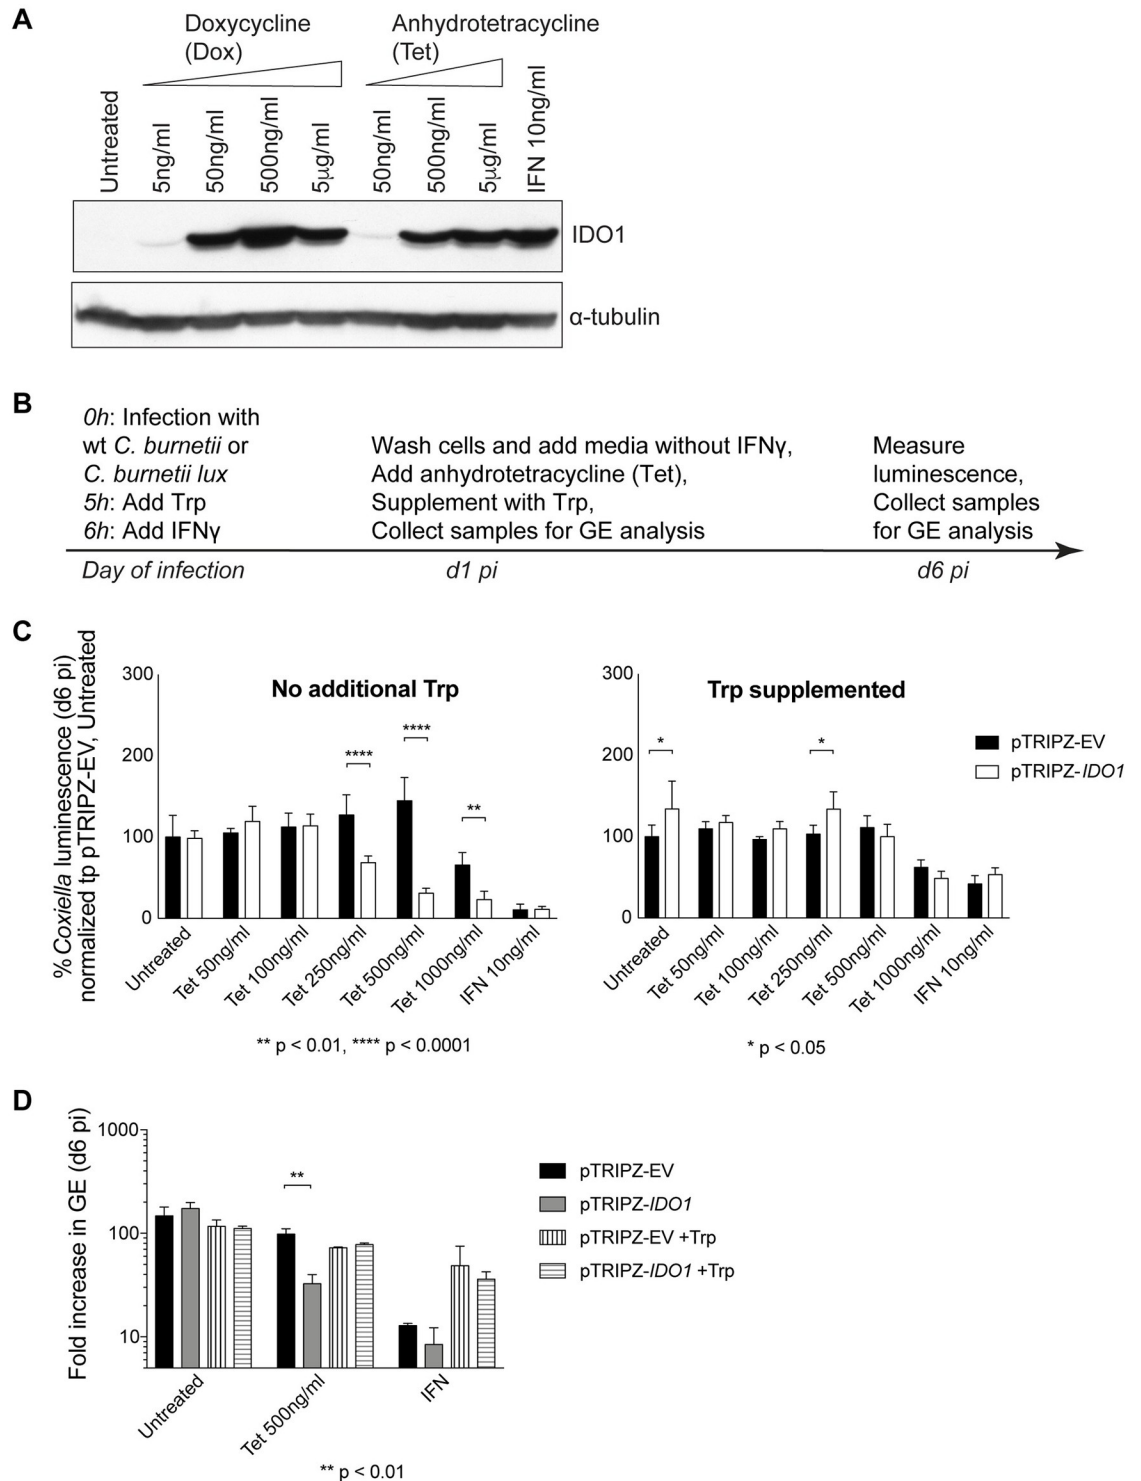 A
Doxycycline
(Dox)
Anhydrotetracycline
(Tet)
Untreated
5ng/ml
50ng/ml
500ng/ml
5μg/ml
50ng/ml
500ng/ml
5μg/ml
IFN 10ng/ml
IDO1
α-tubulin
B
0h: Infection with
wt C. burnetii or
C. burnetii lux
5h: Add Trp
6h: Add IFNγ
Wash cells and add media without IFNγ,
Add anhydrotetracycline (Tet),
Supplement with Trp,
Collect samples for GE analysis
Measure
luminescence,
Collect samples
for GE analysis
Day of infection
d1 pi
d6 pi
C
% Coxiella luminescence (d6 pi)
normalized tp pTRIPZ-EV, Untreated
300
200
100
0
No additional Trp
****
****
**
Untreated
Tet 50ng/ml
Tet 100ng/ml
Tet 250ng/ml
Tet 500ng/ml
Tet 1000ng/ml
IFN 10ng/ml
** p < 0.01, **** p < 0.0001
300
200
100
0
Trp supplemented
*
*
Untreated
Tet 50ng/ml
Tet 100ng/ml
Tet 250ng/ml
Tet 500ng/ml
Tet 1000ng/ml
IFN 10ng/ml
* p < 0.05
pTRIPZ-EV
pTRIPZ-IDO1
D
Fold increase in GE (d6 pi)
1000
100
10
**
Untreated
Tet 500ng/ml
IFN
** p < 0.01
pTRIPZ-EV
pTRIPZ-IDO1
pTRIPZ-EV +Trp
pTRIPZ-IDO1 +Trp